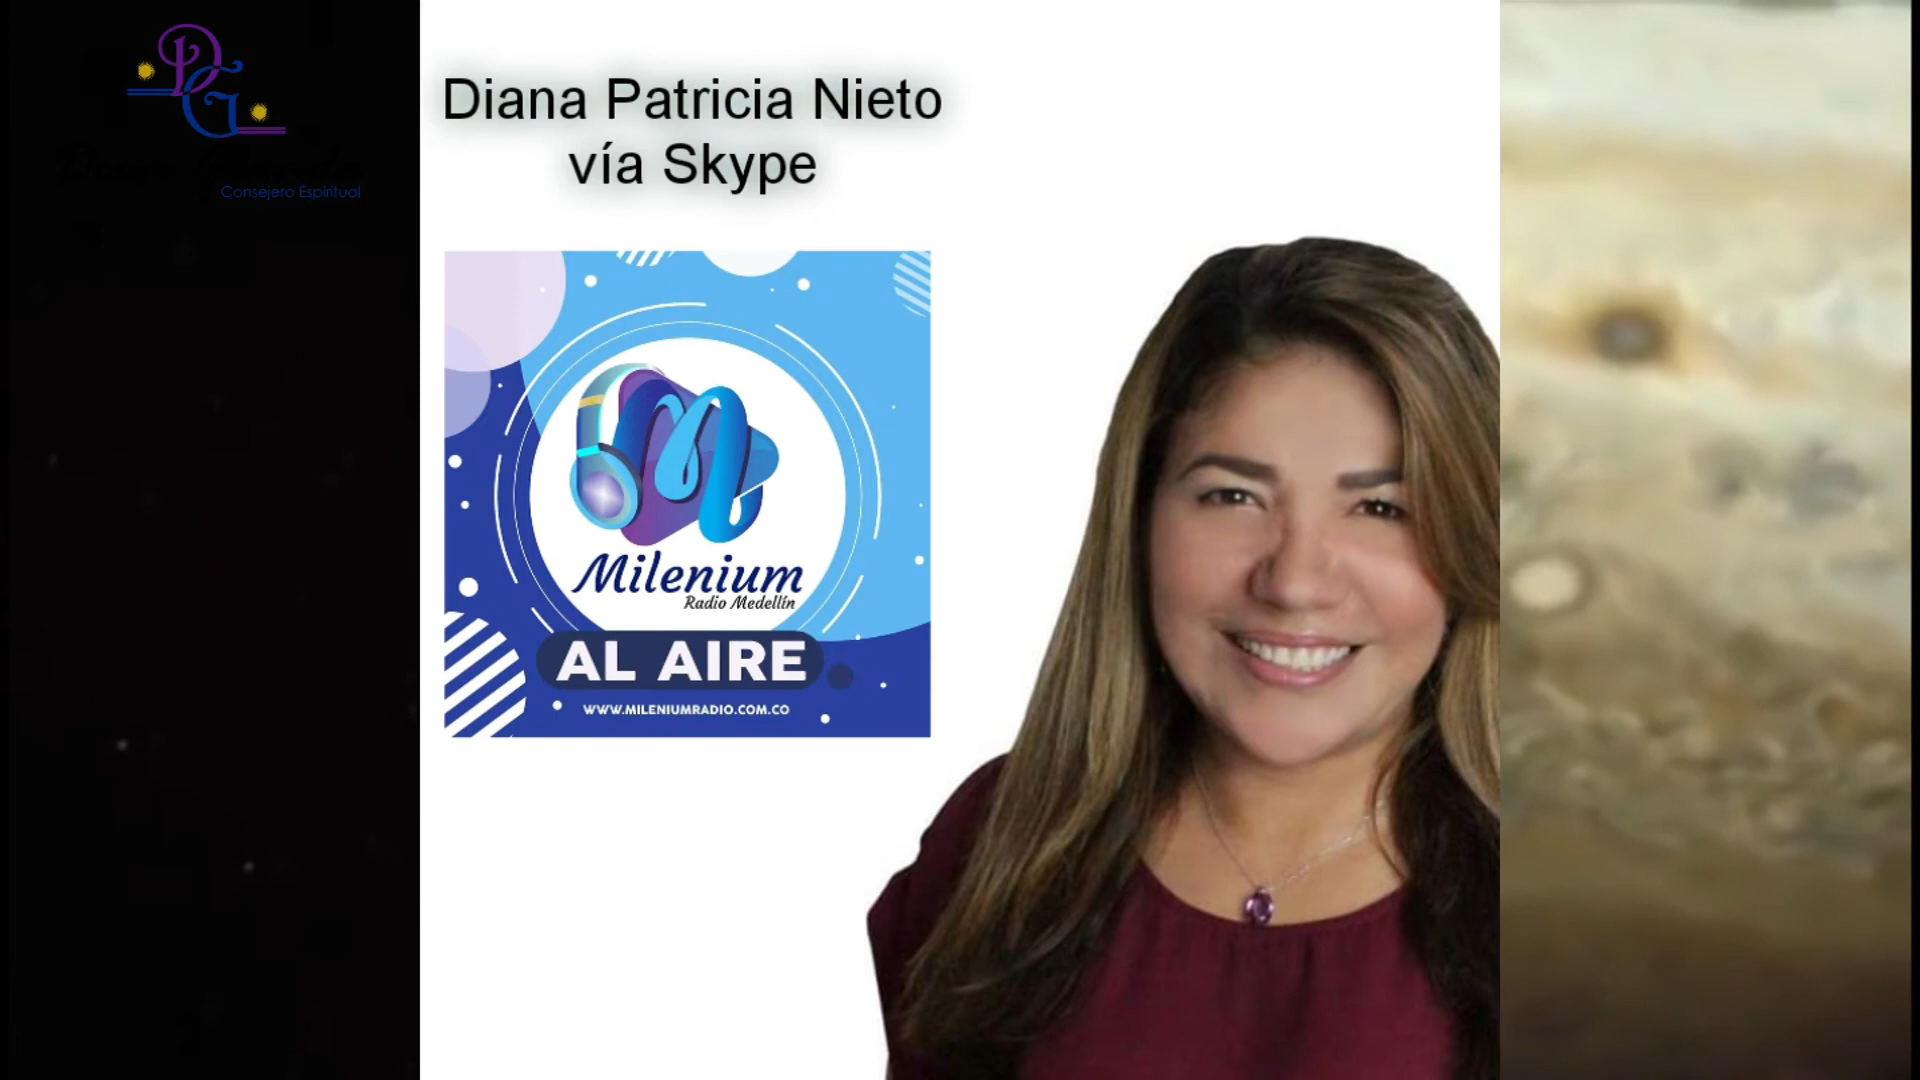 Consejero Espiritual
Diana Patricia Nieto
vía Skype
Milenium
Radio Medellín
AL AIRE
WWW.MILENIUMRADIO.COM.CO